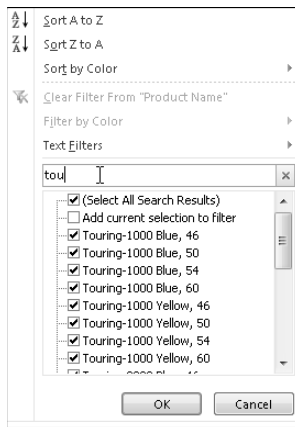 Sort A to Z
Sort Z to A
Sort by Color
Clear Filter From "Product Name"
Filter by Color
Text Filters
tou
(Select All Search Results)
Add current selection to filter
Touring-1000 Blue, 46
Touring-1000 Blue, 50
Touring-1000 Blue, 54
Touring-1000 Blue, 60
Touring-1000 Yellow, 46
Touring-1000 Yellow, 50
Touring-1000 Yellow, 54
Touring-1000 Yellow, 60
OK
Cancel